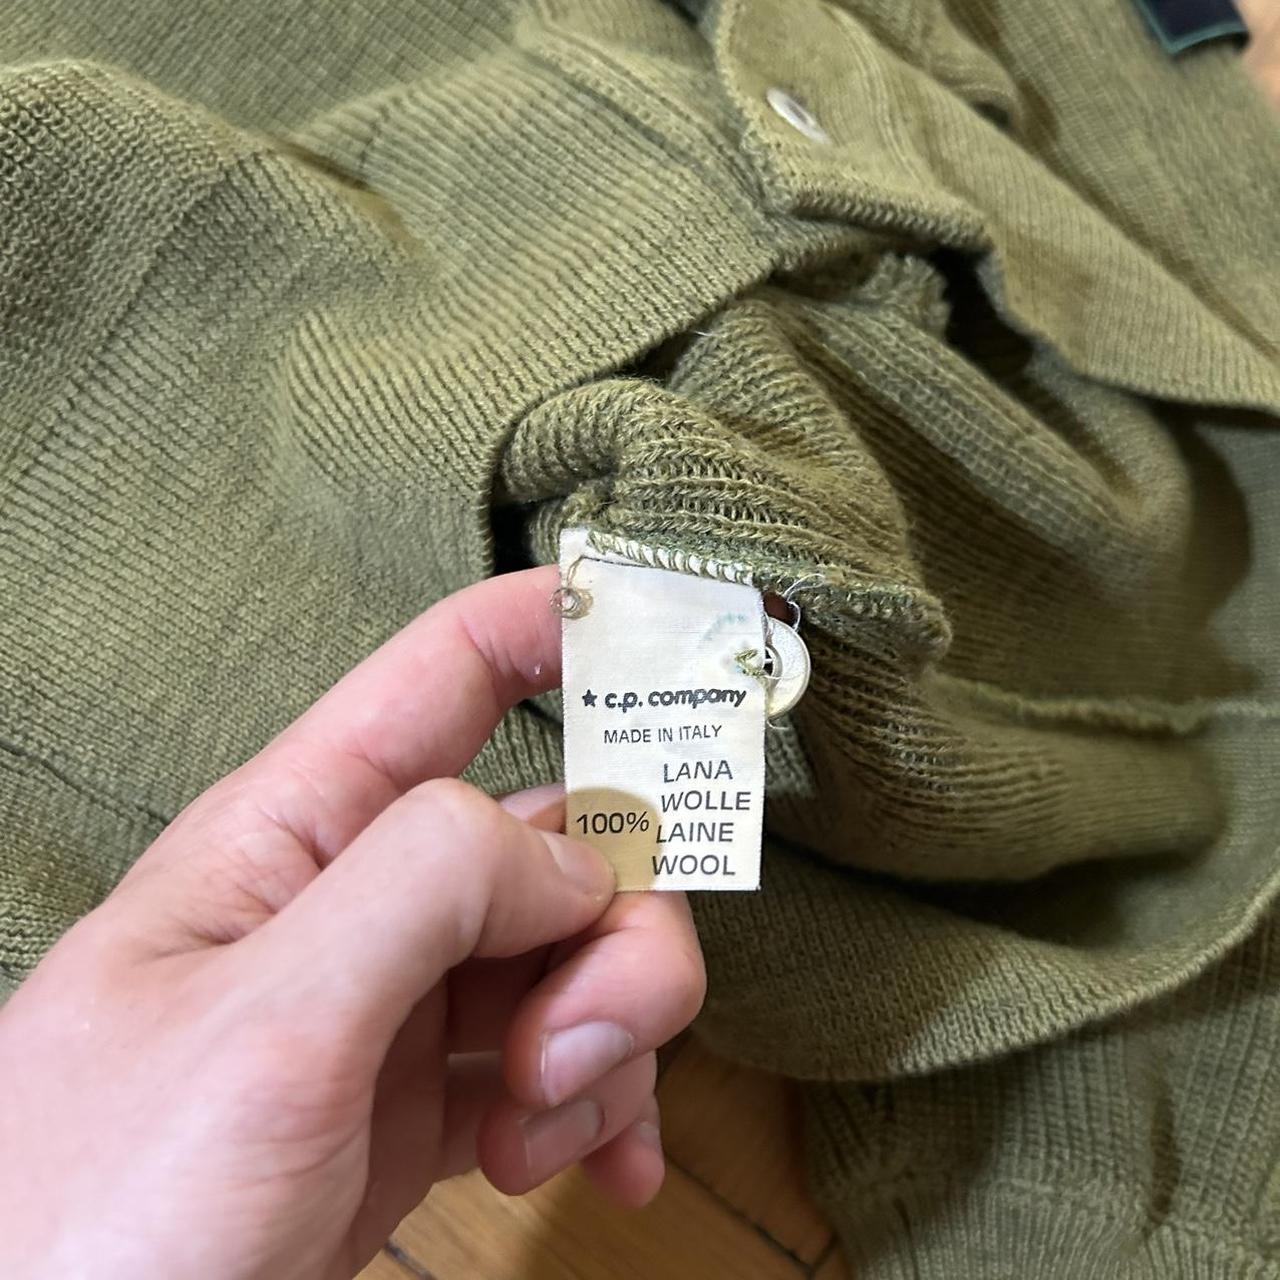 ★ c.p. company
MADE IN ITALY
LANA
WOLLE
100% LAINE
WOOL